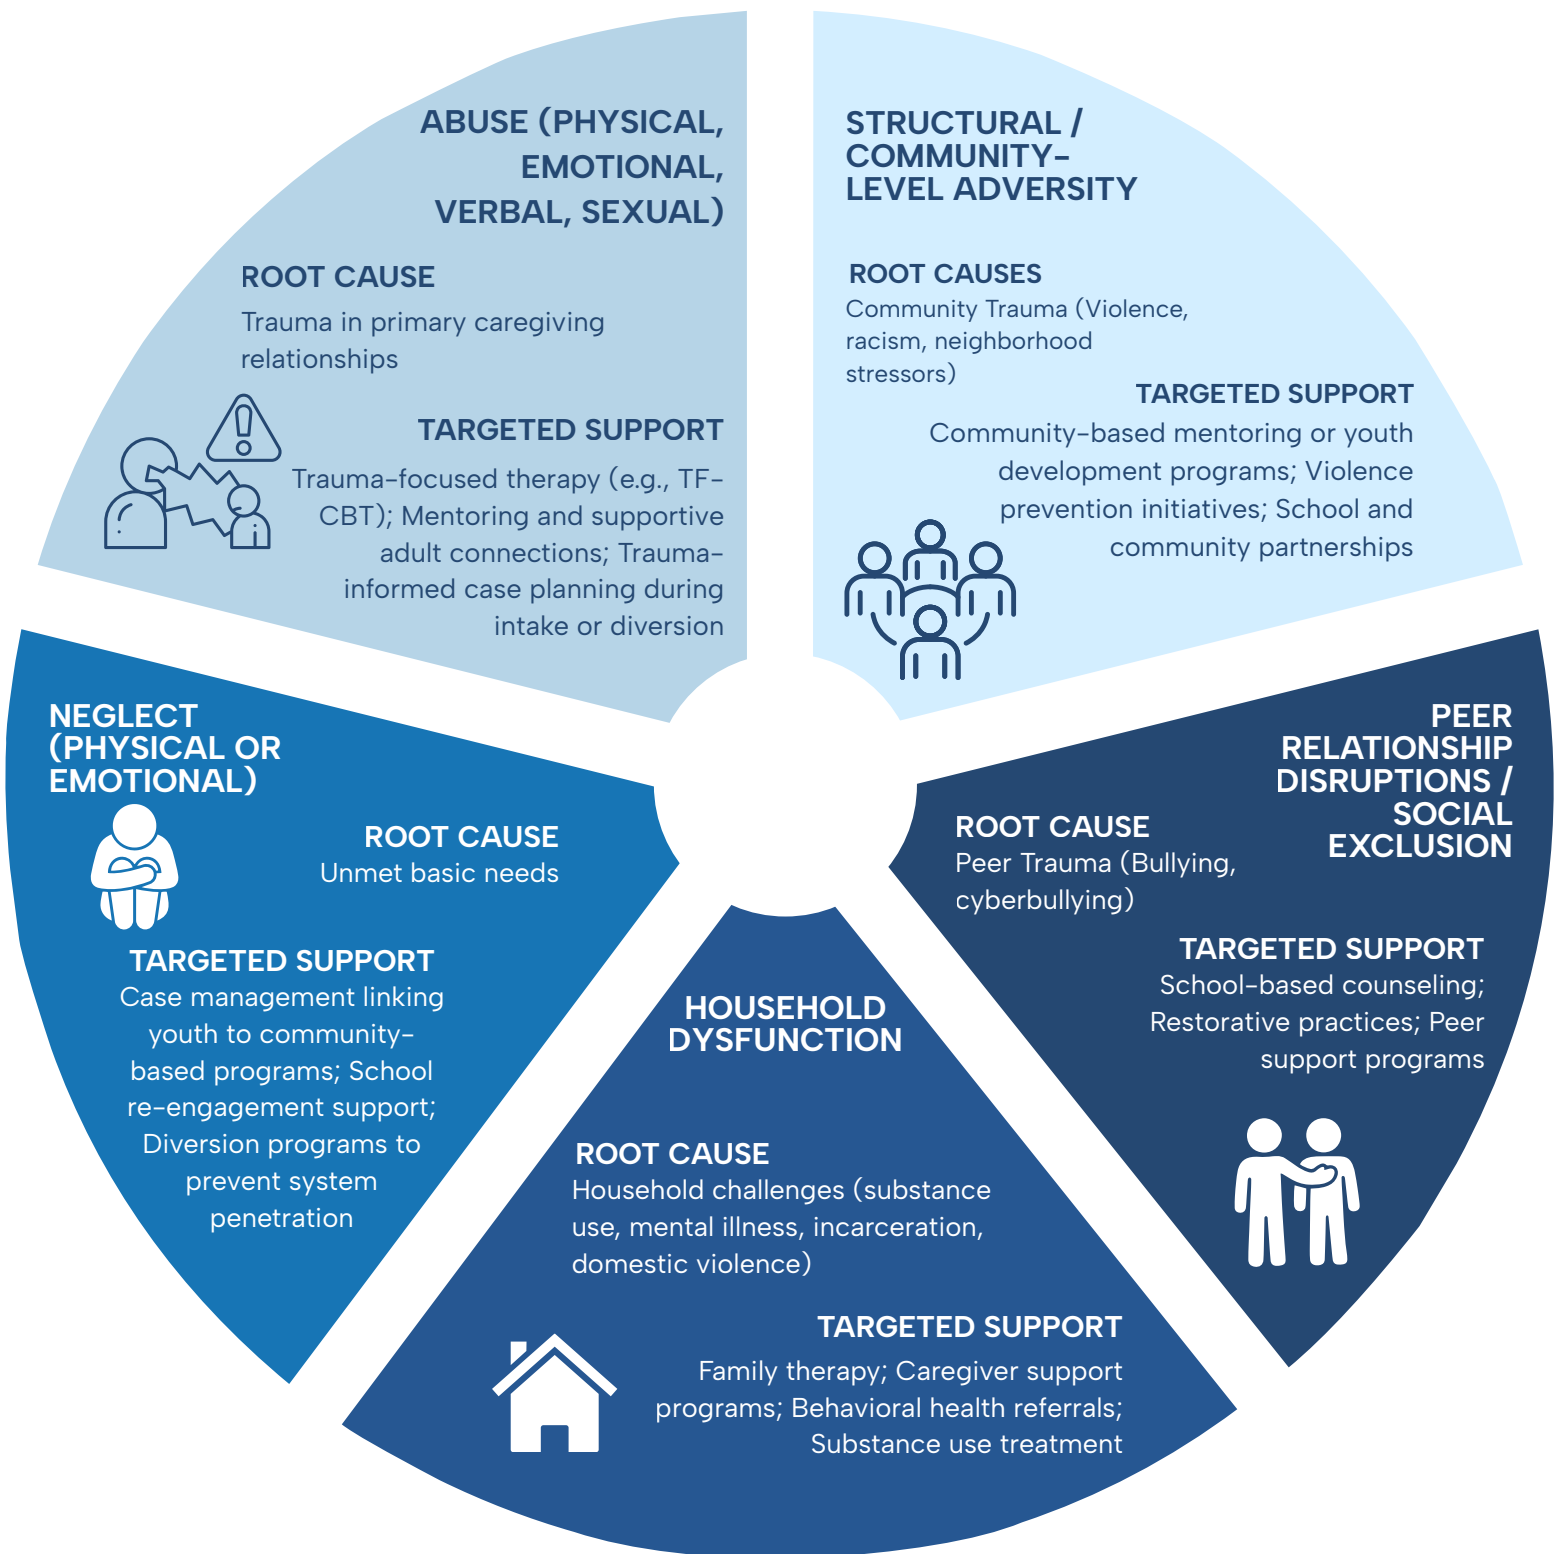 ABUSE (PHYSICAL,
EMOTIONAL,
VERBAL, SEXUAL)
ROOT CAUSE
Trauma in primary caregiving
relationships
TARGETED SUPPORT
Trauma-focused therapy (e.g., TF-
CBT); Mentoring and supportive
adult connections; Trauma-
informed case planning during
intake or diversion
STRUCTURAL /
COMMUNITY-
LEVEL ADVERSITY
ROOT CAUSES
Community Trauma (Violence,
racism, neighborhood
stressors)
TARGETED SUPPORT
Community-based mentoring or youth
development programs; Violence
prevention initiatives; School and
community partnerships
NEGLECT
(PHYSICAL OR
EMOTIONAL)
ROOT CAUSE
Unmet basic needs
TARGETED SUPPORT
Case management linking
youth to community-
based programs; School
re-engagement support;
Diversion programs to
prevent system
penetration
PEER
RELATIONSHIP
DISRUPTIONS /
SOCIAL
EXCLUSION
ROOT CAUSE
Peer Trauma (Bullying,
cyberbullying)
TARGETED SUPPORT
School-based counseling;
Restorative practices; Peer
support programs
HOUSEHOLD
DYSFUNCTION
ROOT CAUSE
Household challenges (substance
use, mental illness, incarceration,
domestic violence)
TARGETED SUPPORT
Family therapy; Caregiver support
programs; Behavioral health referrals;
Substance use treatment